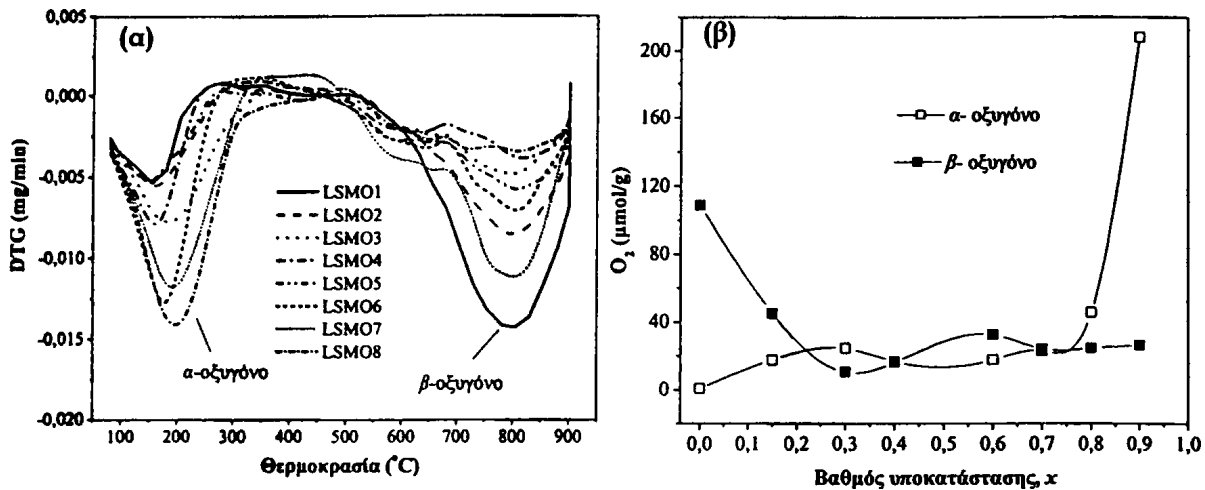 (α)
0,005
0,000
-0,005
-0,010
-0,015
-0,020
DTG (mg/min)
LSMO1
LSMO2
LSMO3
LSMO4
LSMO5
LSMO6
LSMO7
LSMO8
α-οξυγόνο
β-οξυγόνο
100 200 300 400 500 600 700 800 900
Θερμοκρασία (°C)
(β)
200
160
120
80
40
0
O2 (μmol/g)
α- οξυγόνο
β- οξυγόνο
0,0 0,1 0,2 0,3 0,4 0,5 0,6 0,7 0,8 0,9 1,0
Βαθμός υποκατάστασης, x